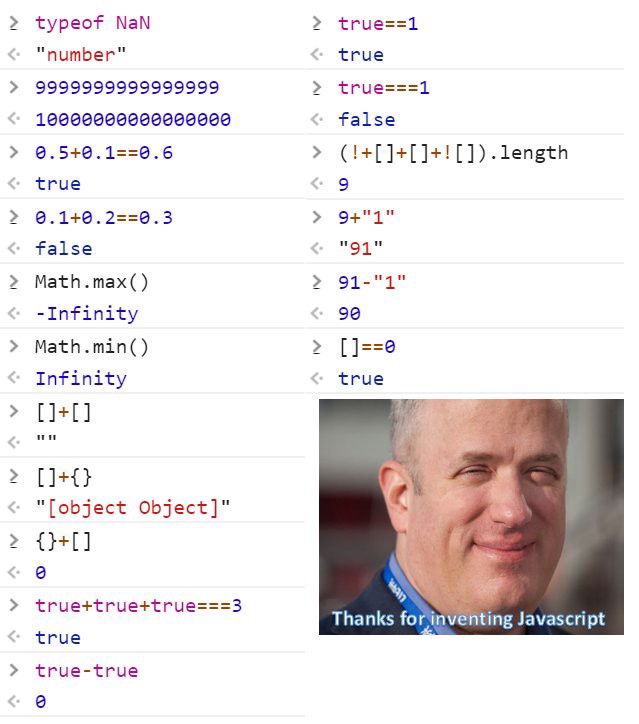 typeof NaN
"number"
9999999999999999
10000000000000000
0.5+0.1==0.6
true
0.1+0.2==0.3
false
Math.max()
-Infinity
Math.min()
Infinity
[]+[]
""
[]+{}
"[object Object]"
{}+[]
0
true+true+true===3
true
true-true
0
true==1
true
true===1
false
(!+[]+[]+![]).length
9
9+"1"
"91"
91-"1"
90
[]==0
true
Thanks for inventing Javascript